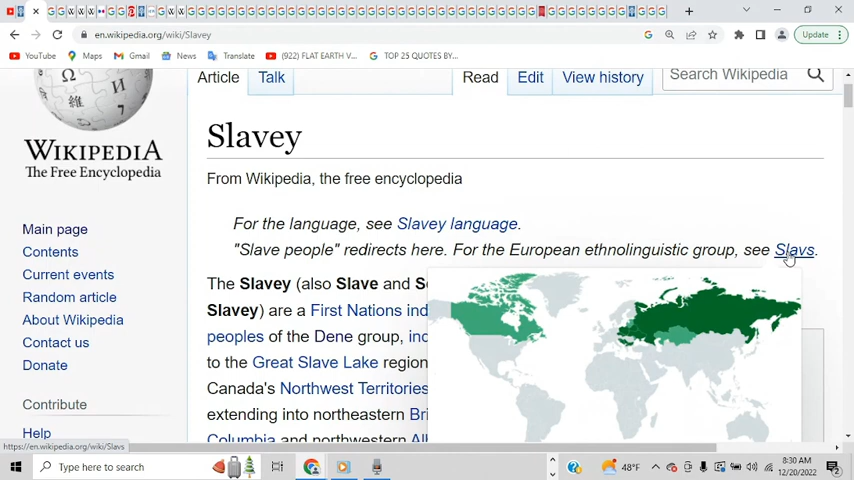 en.wikipedia.org/wiki/Slavey
Update
YouTube Maps Gmail News Translate (922) FLAT EARTH V... TOP 25 QUOTES BY...
Article Talk Read Edit View history Search Wikipedia
WIKIPEDIA
The Free Encyclopedia
Main page
Contents
Current events
Random article
About Wikipedia
Contact us
Donate
Contribute
Help
Slavey
From Wikipedia, the free encyclopedia
For the language, see Slavey language.
"Slave people" redirects here. For the European ethnolinguistic group, see Slavs.
The Slavey (also Slave and S
Slavey) are a First Nations ind
peoples of the Dene group, ind
to the Great Slave Lake region
Canada's Northwest Territories
extending into northeastern Bri
Columbia and northwestern Alb
https://en.wikipedia.org/wiki/Slavs
Type here to search
48°F
8:30 AM
12/20/2022
2